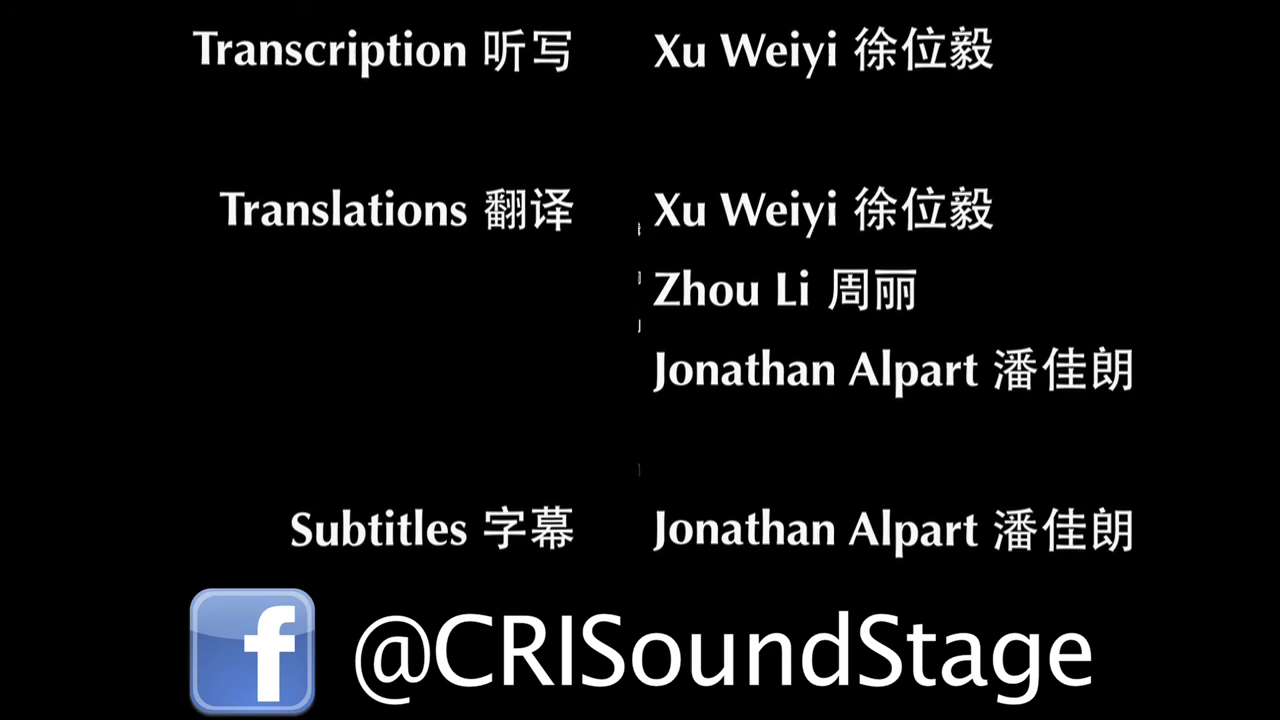 Transcription 听写 Xu Weiyi 徐位毅
Translations 翻译 Xu Weiyi 徐位毅
Zhou Li 周丽
Jonathan Alpart 潘佳朗
Subtitles 字幕 Jonathan Alpart 潘佳朗
f @CRISoundStage